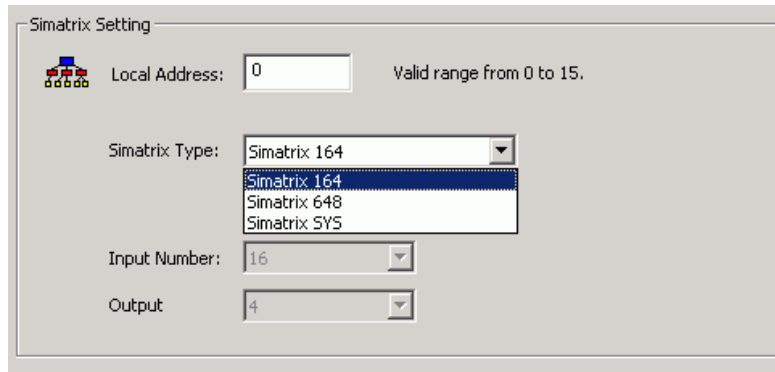 Simatrix Setting
Local Address: 0 Valid range from 0 to 15.
Simatrix Type: Simatrix 164
Simatrix 164
Simatrix 648
Simatrix SYS
Input Number: 16
Output 4